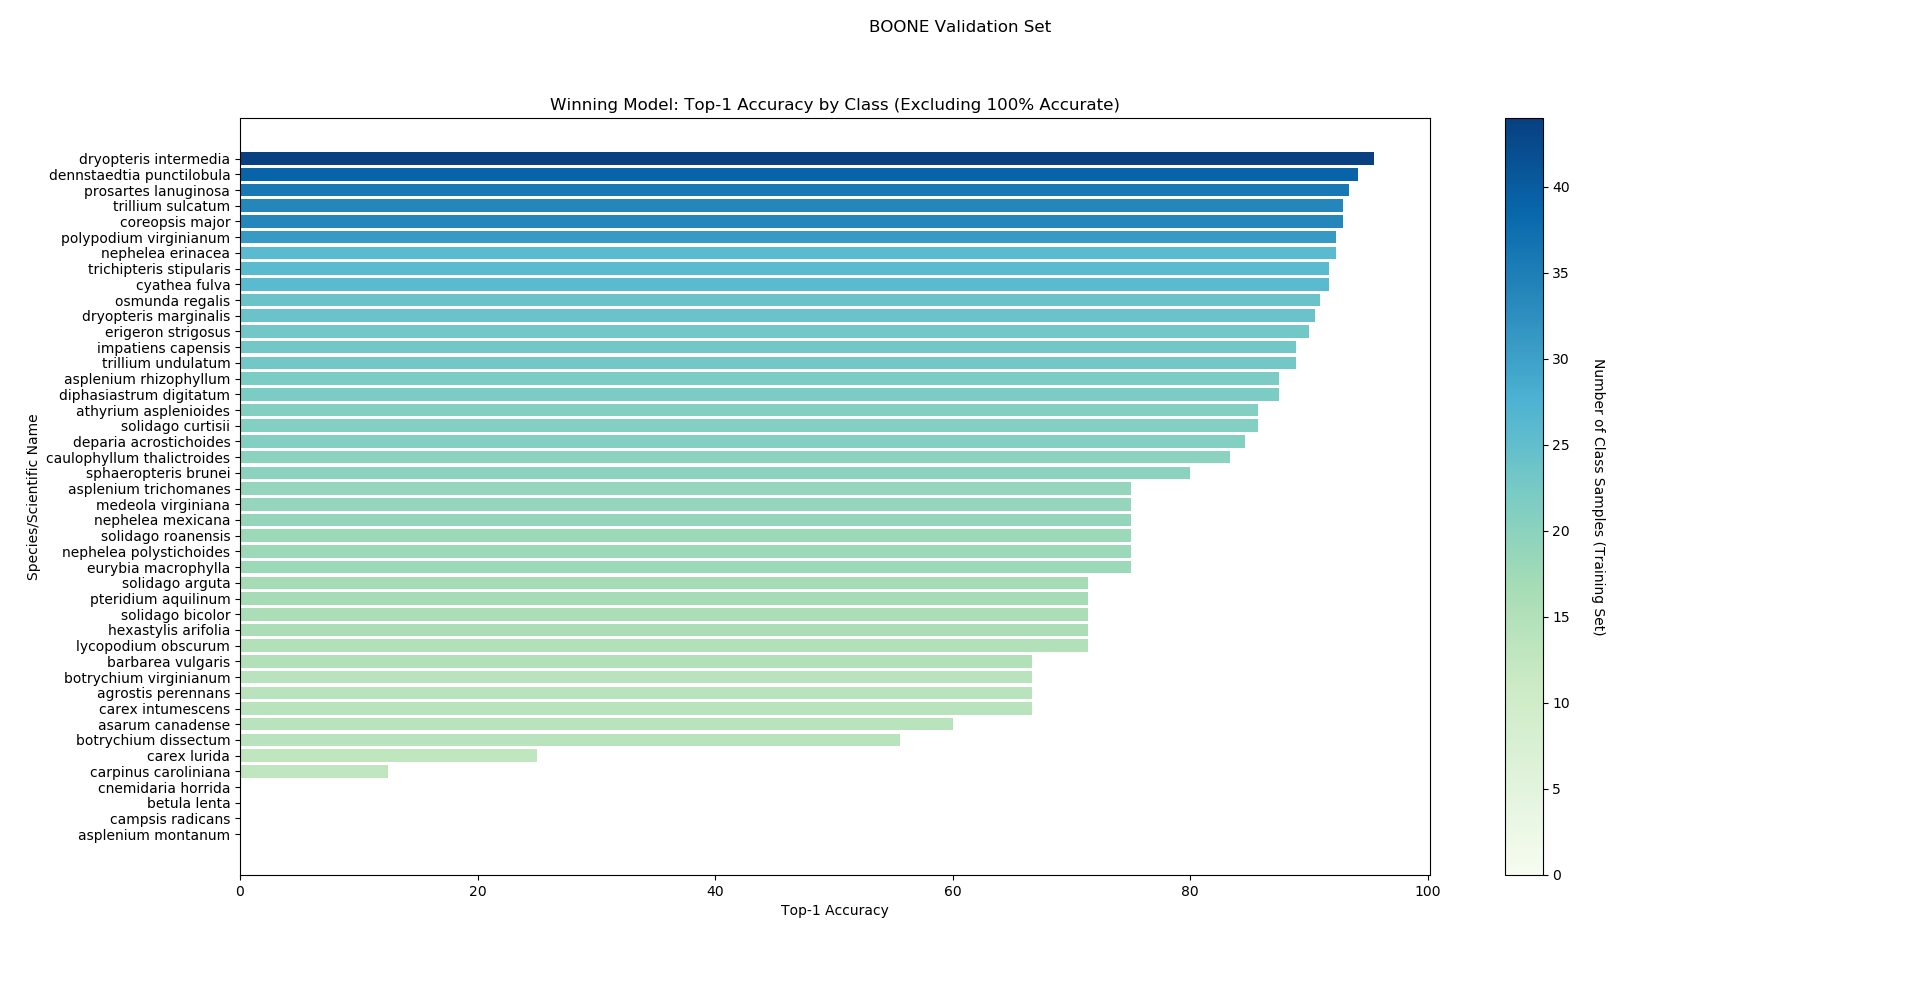 BOONE Validation Set
Winning Model: Top-1 Accuracy by Class (Excluding 100% Accurate)
Species/Scientific Name
dryopteris intermedia
dennstaedtia punctilobula
prosartes lanuginosa
trillium sulcatum
coreopsis major
polypodium virginianum
nephelea erinacea
trichipteris stipularis
cyathea fulva
osmunda regalis
dryopteris marginalis
erigeron strigosus
impatiens capensis
trillium undulatum
asplenium rhizophyllum
diphasiastrum digitatum
athyrium asplenioides
solidago curtisii
deparia acrostichoides
caulophyllum thalictroides
sphaeropteris brunei
asplenium trichomanes
medeola virginiana
nephelea mexicana
solidago roanensis
nephelea polystichoides
eurybia macrophylla
solidago arguta
pteridium aquilinum
solidago bicolor
hexastylis arifolia
lycopodium obscurum
barbarea vulgaris
botrychium virginianum
agrostis perennans
carex intumescens
asarum canadense
botrychium dissectum
carex lurida
carpinus caroliniana
cnemidaria horrida
betula lenta
campsis radicans
asplenium montanum
0 20 40 60 80 100
Top-1 Accuracy
40
35
30
25
20
15
10
5
0
Number of Class Samples (Training Set)